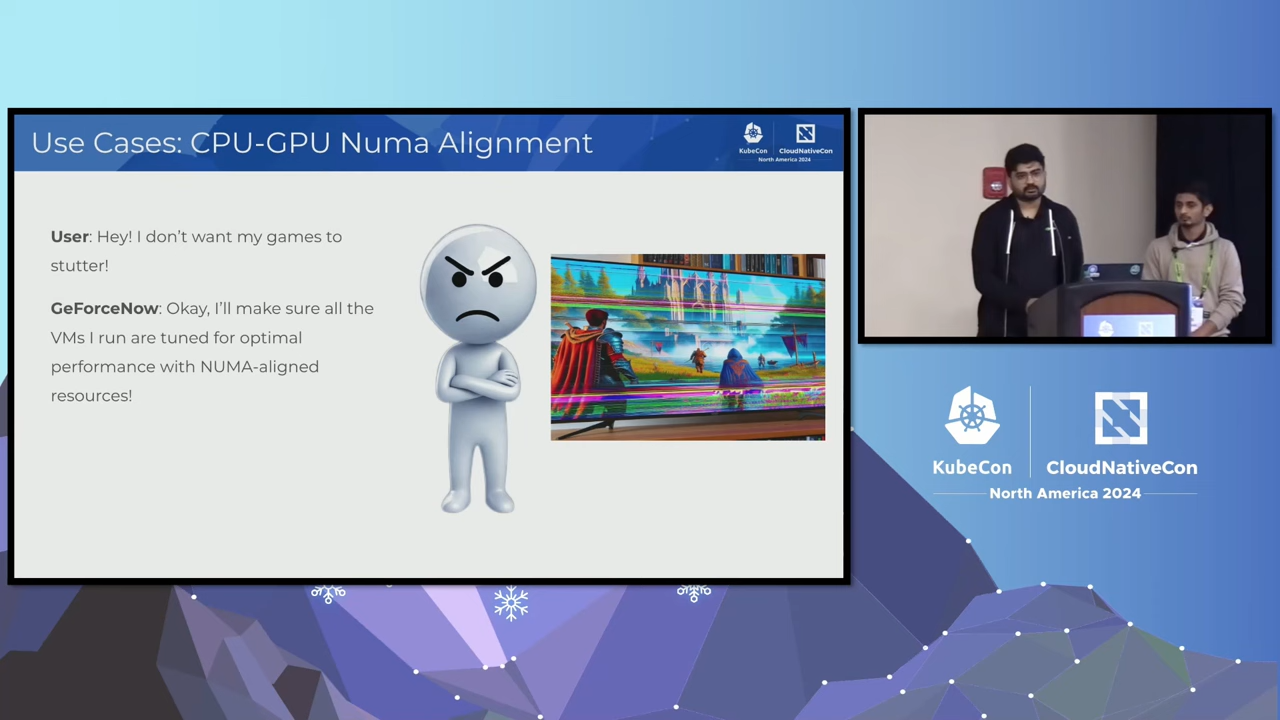 Use Cases: CPU-GPU Numa Alignment
KubeCon
CloudNativeCon
North America 2024
User: Hey! I don't want my games to
stutter!
GeForceNow: Okay, I'll make sure all the
VMs I run are tuned for optimal
performance with NUMA-aligned
resources!
KubeCon
CloudNativeCon
North America 2024